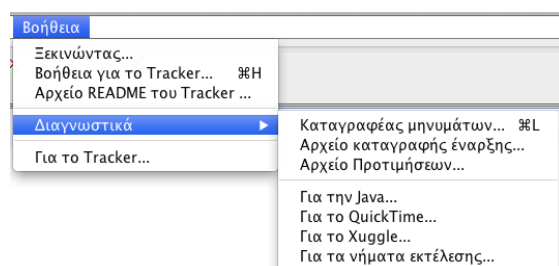 Βοήθεια
Ξεκινώντας...
Βοήθεια για το Tracker... ⌘H
Αρχείο README του Tracker ...
Διαγνωστικά ▶
Για το Tracker...
Καταγραφέας μηνυμάτων... ⌘L
Αρχείο καταγραφής έναρξης...
Αρχείο Προτιμήσεων...
Για την Java...
Για το QuickTime...
Για το Xuggle...
Για τα νήματα εκτέλεσης...